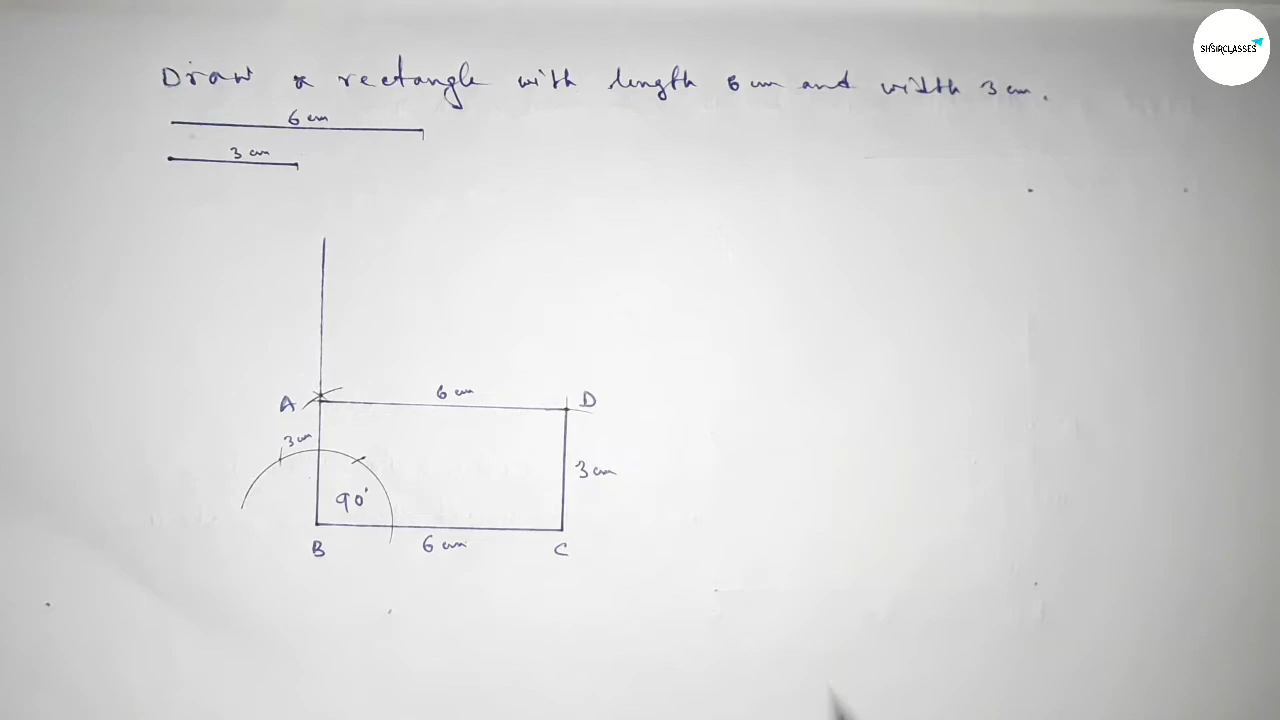 SHSIRCLASSES
Draw a rectangle with length 6 cm and width 3 cm.
6 cm
3 cm
A
6 cm
D
3 cm
3 cm
90°
B
6 cm
C